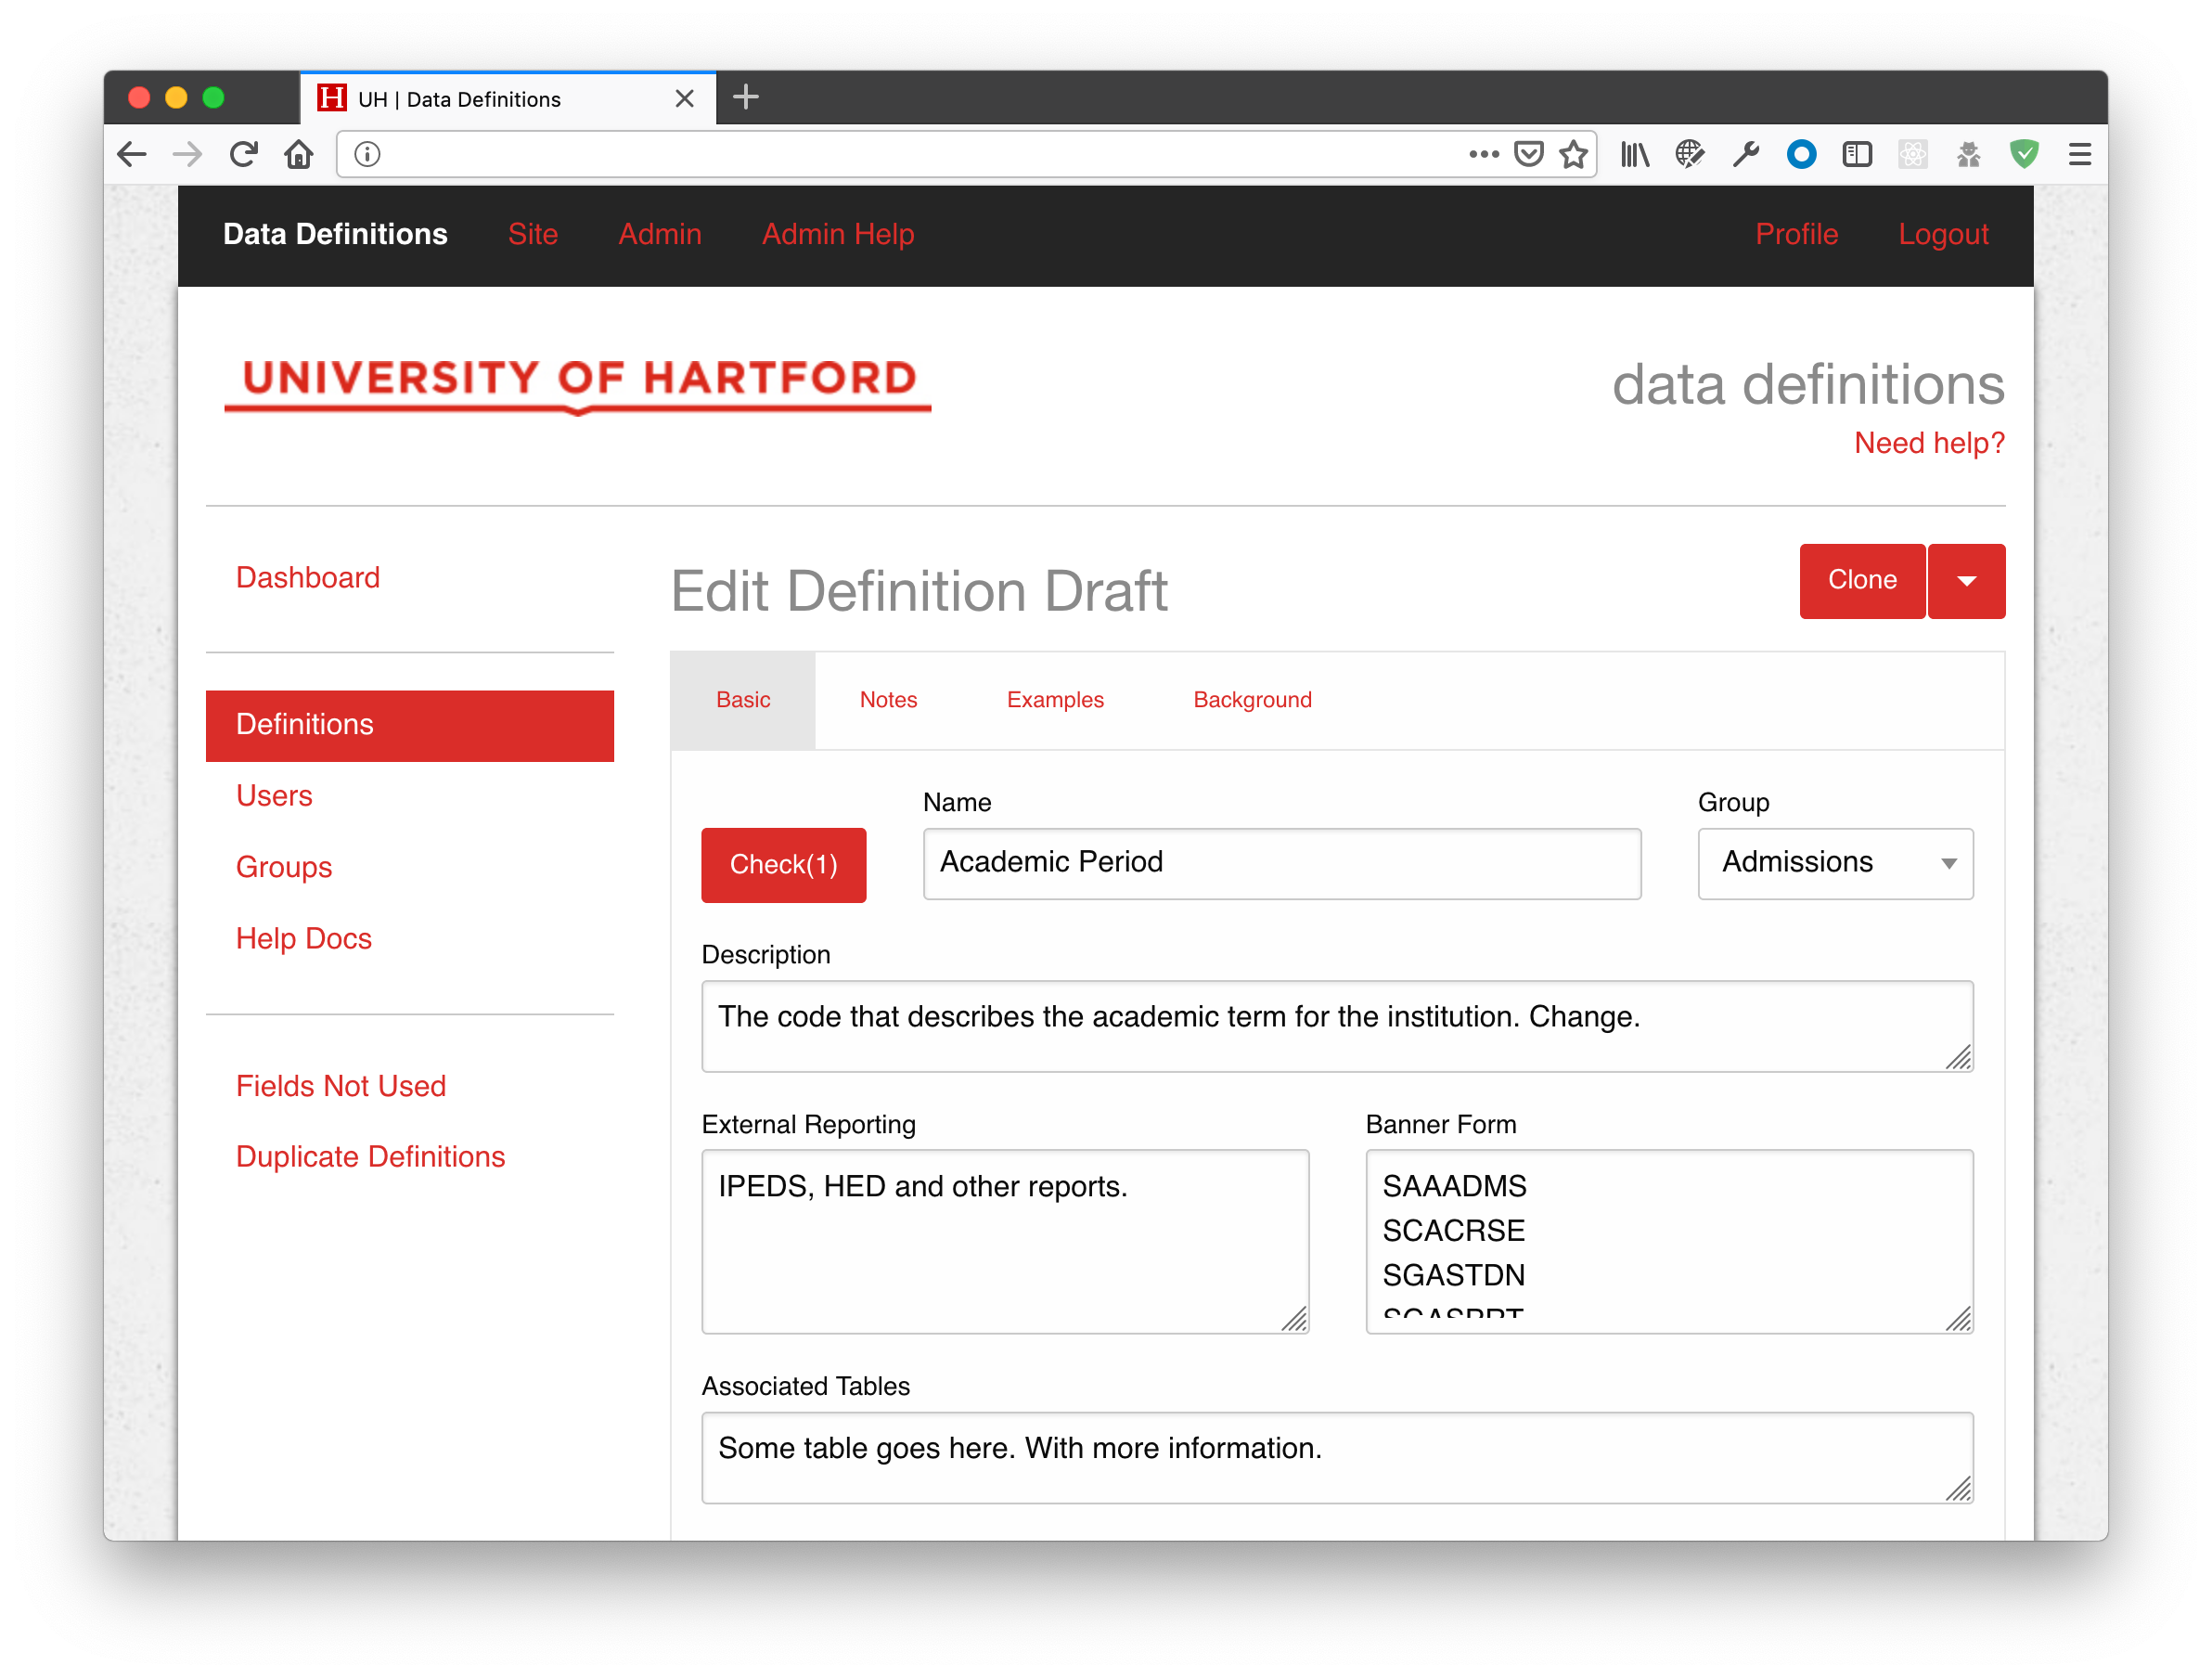 H UH | Data Definitions
Data Definitions Site Admin Admin Help Profile Logout
UNIVERSITY OF HARTFORD
data definitions
Need help?
Dashboard
Definitions
Users
Groups
Help Docs
Fields Not Used
Duplicate Definitions
Edit Definition Draft
Clone
Basic Notes Examples Background
Name
Group
Check(1)
Academic Period
Admissions
Description
The code that describes the academic term for the institution. Change.
External Reporting
IPEDS, HED and other reports.
Banner Form
SAAADMS
SCACRSE
SGASTDN
Associated Tables
Some table goes here. With more information.